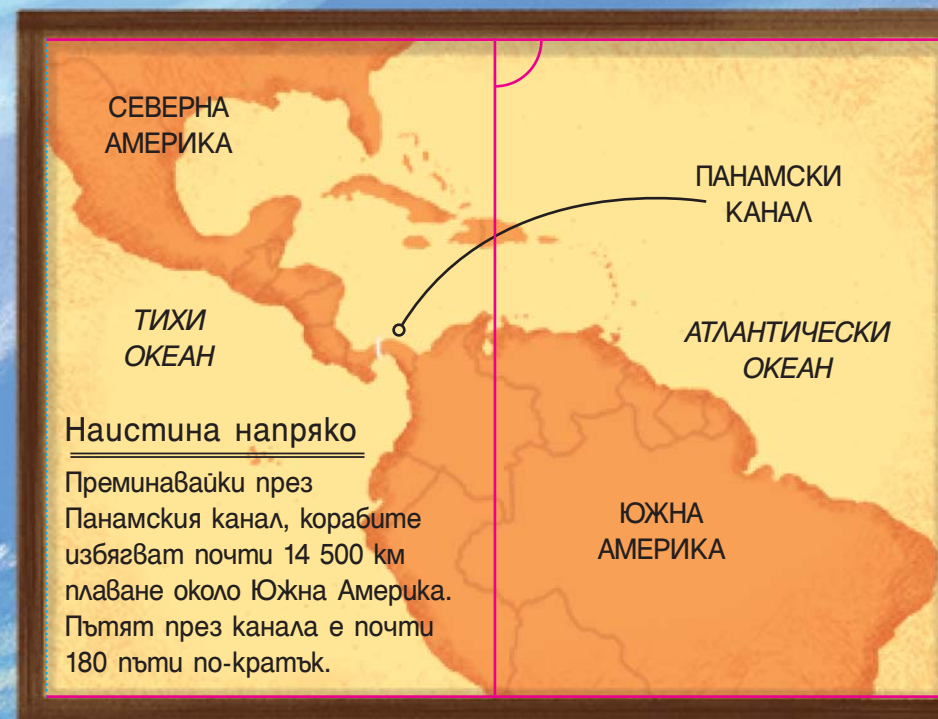 СЕВЕРНА
АМЕРИКА
ПАНАМСКИ
КАНАЛ
ТИХИ
ОКЕАН
АТЛАНТИЧЕСКИ
ОКЕАН
Наистина напряко
Преминавайки през
Панамския канал, корабите
избягват почти 14 500 км
плаване около Южна Америка.
Пътят през канала е почти
180 пъти по-кратък.
ЮЖНА
АМЕРИКА